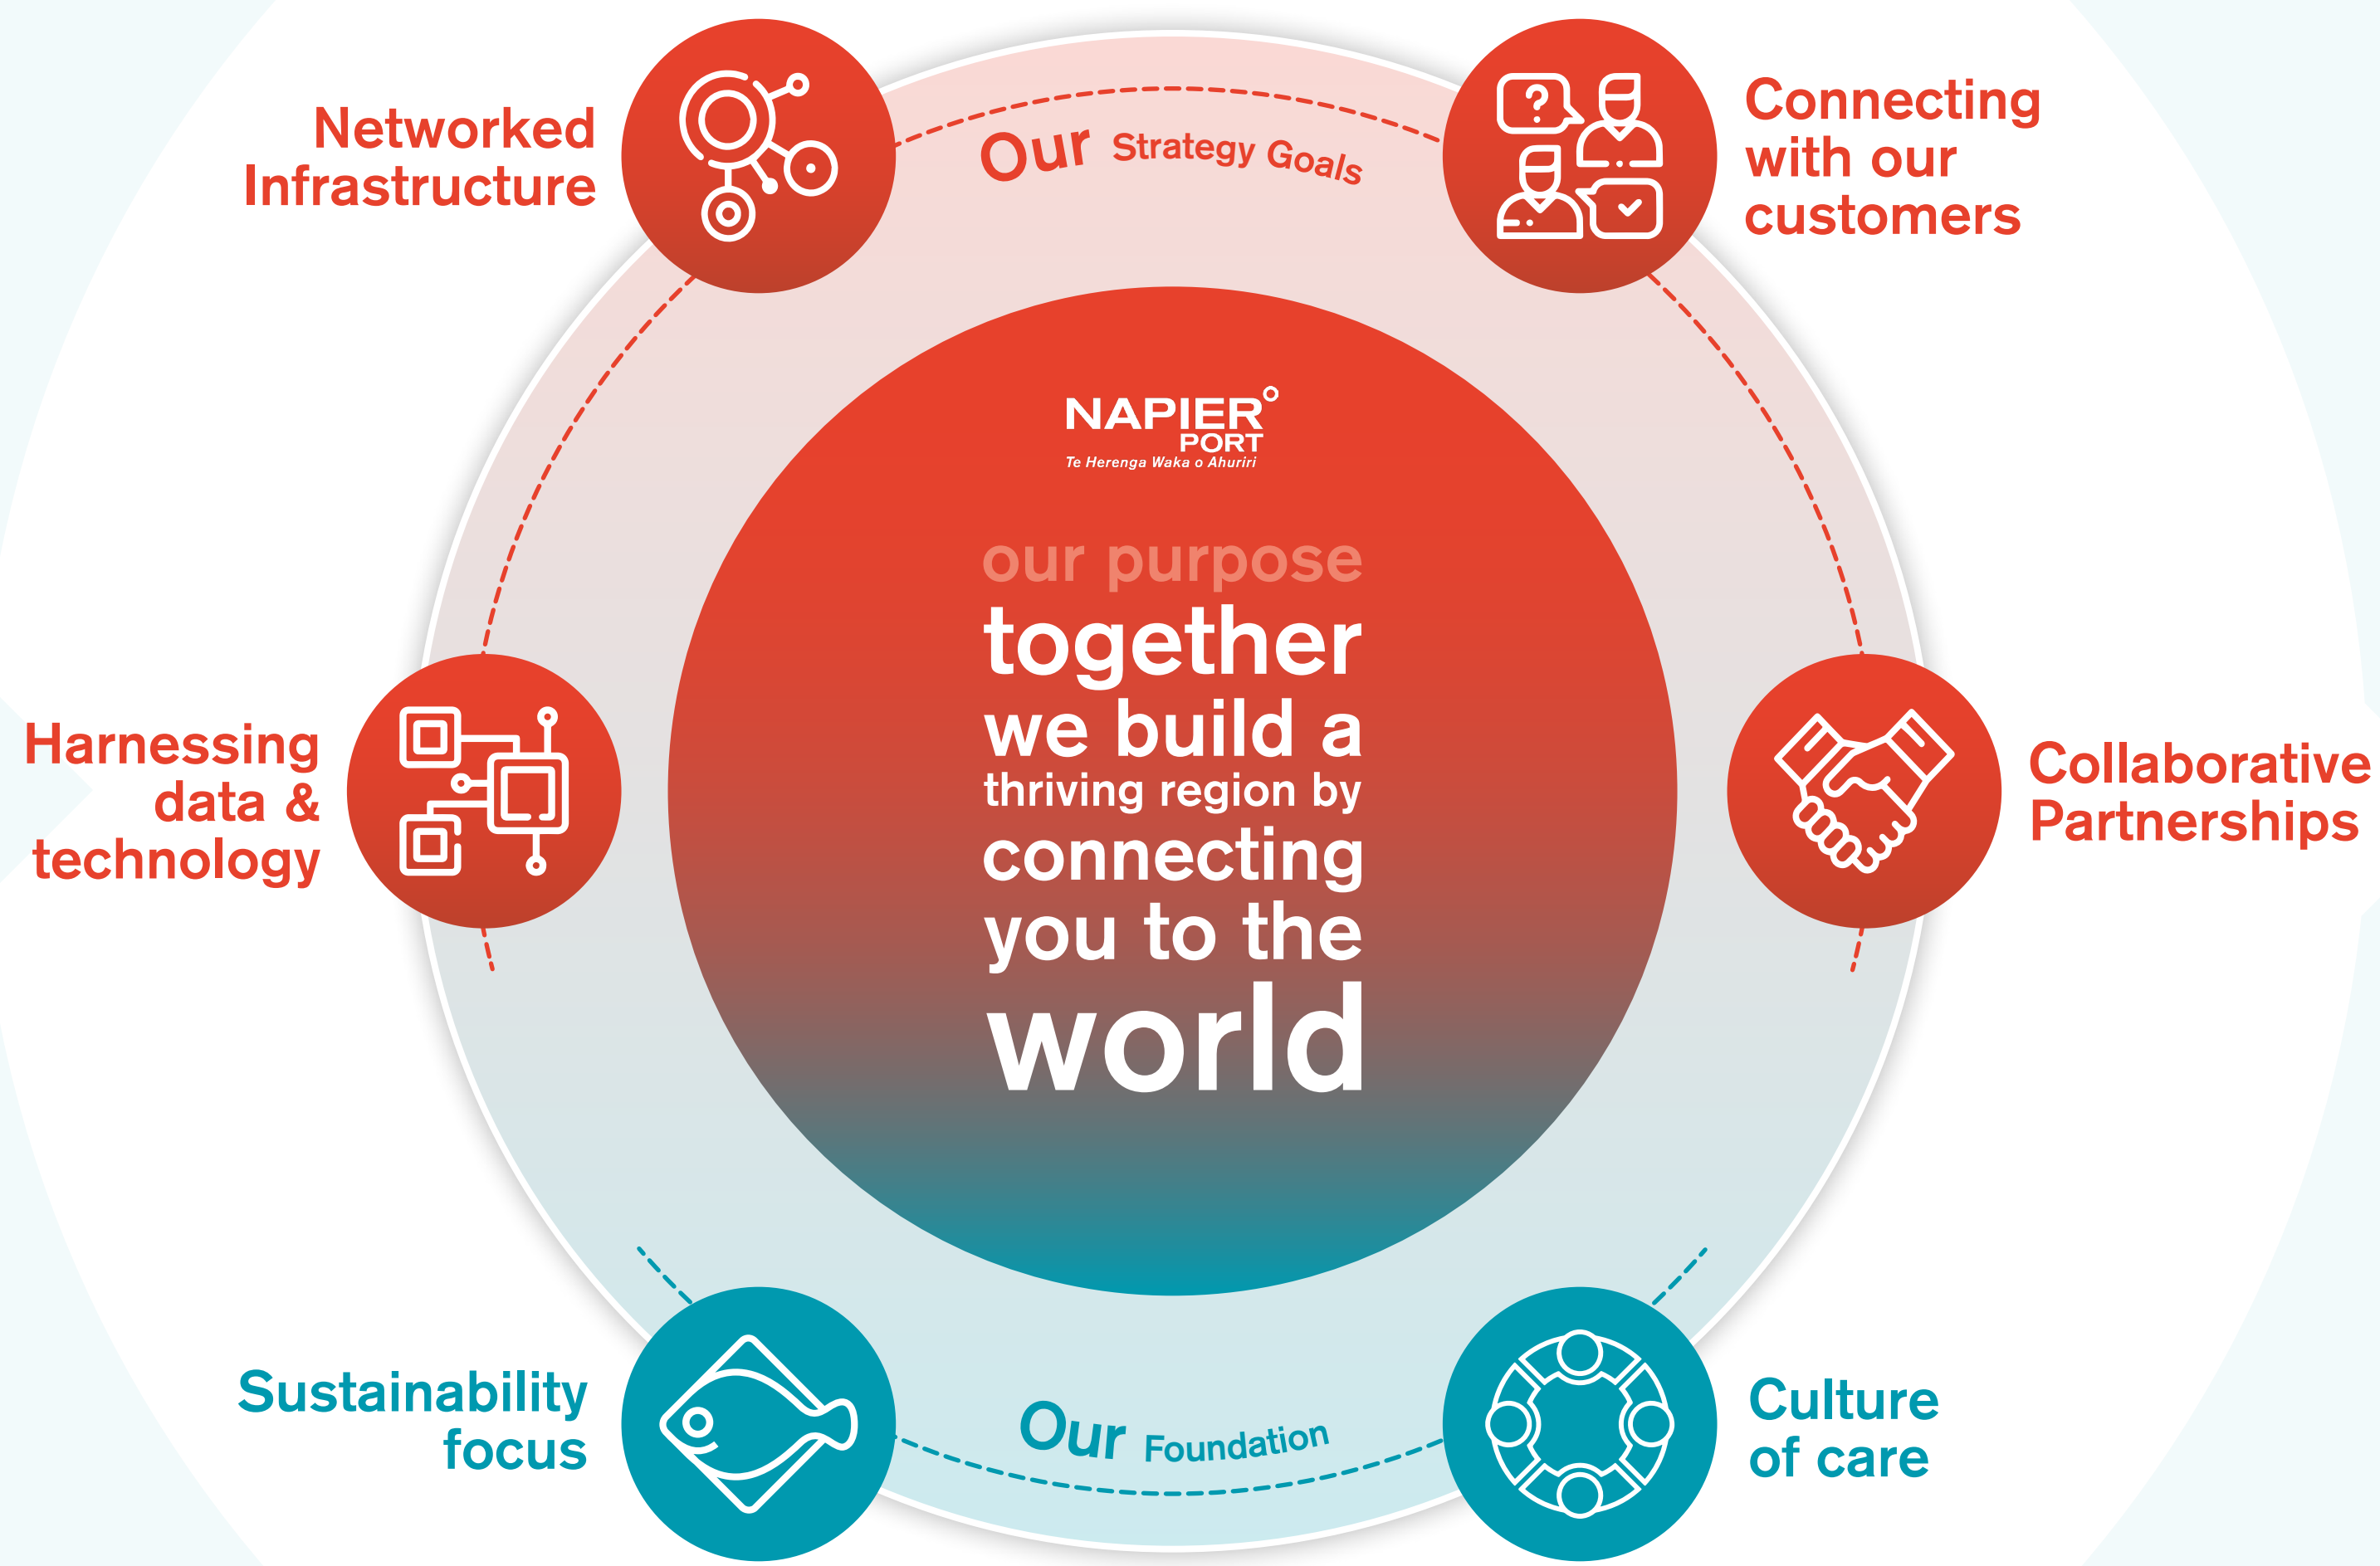 Networked
Infrastructure
Our Strategy Goals
?
Connecting
with our
customers
NAPIER
PORT
Te Herenga Waka o Ahuriri
our purpose
together
we build a
thriving region by
connecting
you to the
world
Harnessing
data &
technology
Collaborative
Partnerships
Sustainability
focus
Our Foundation
Culture
of care